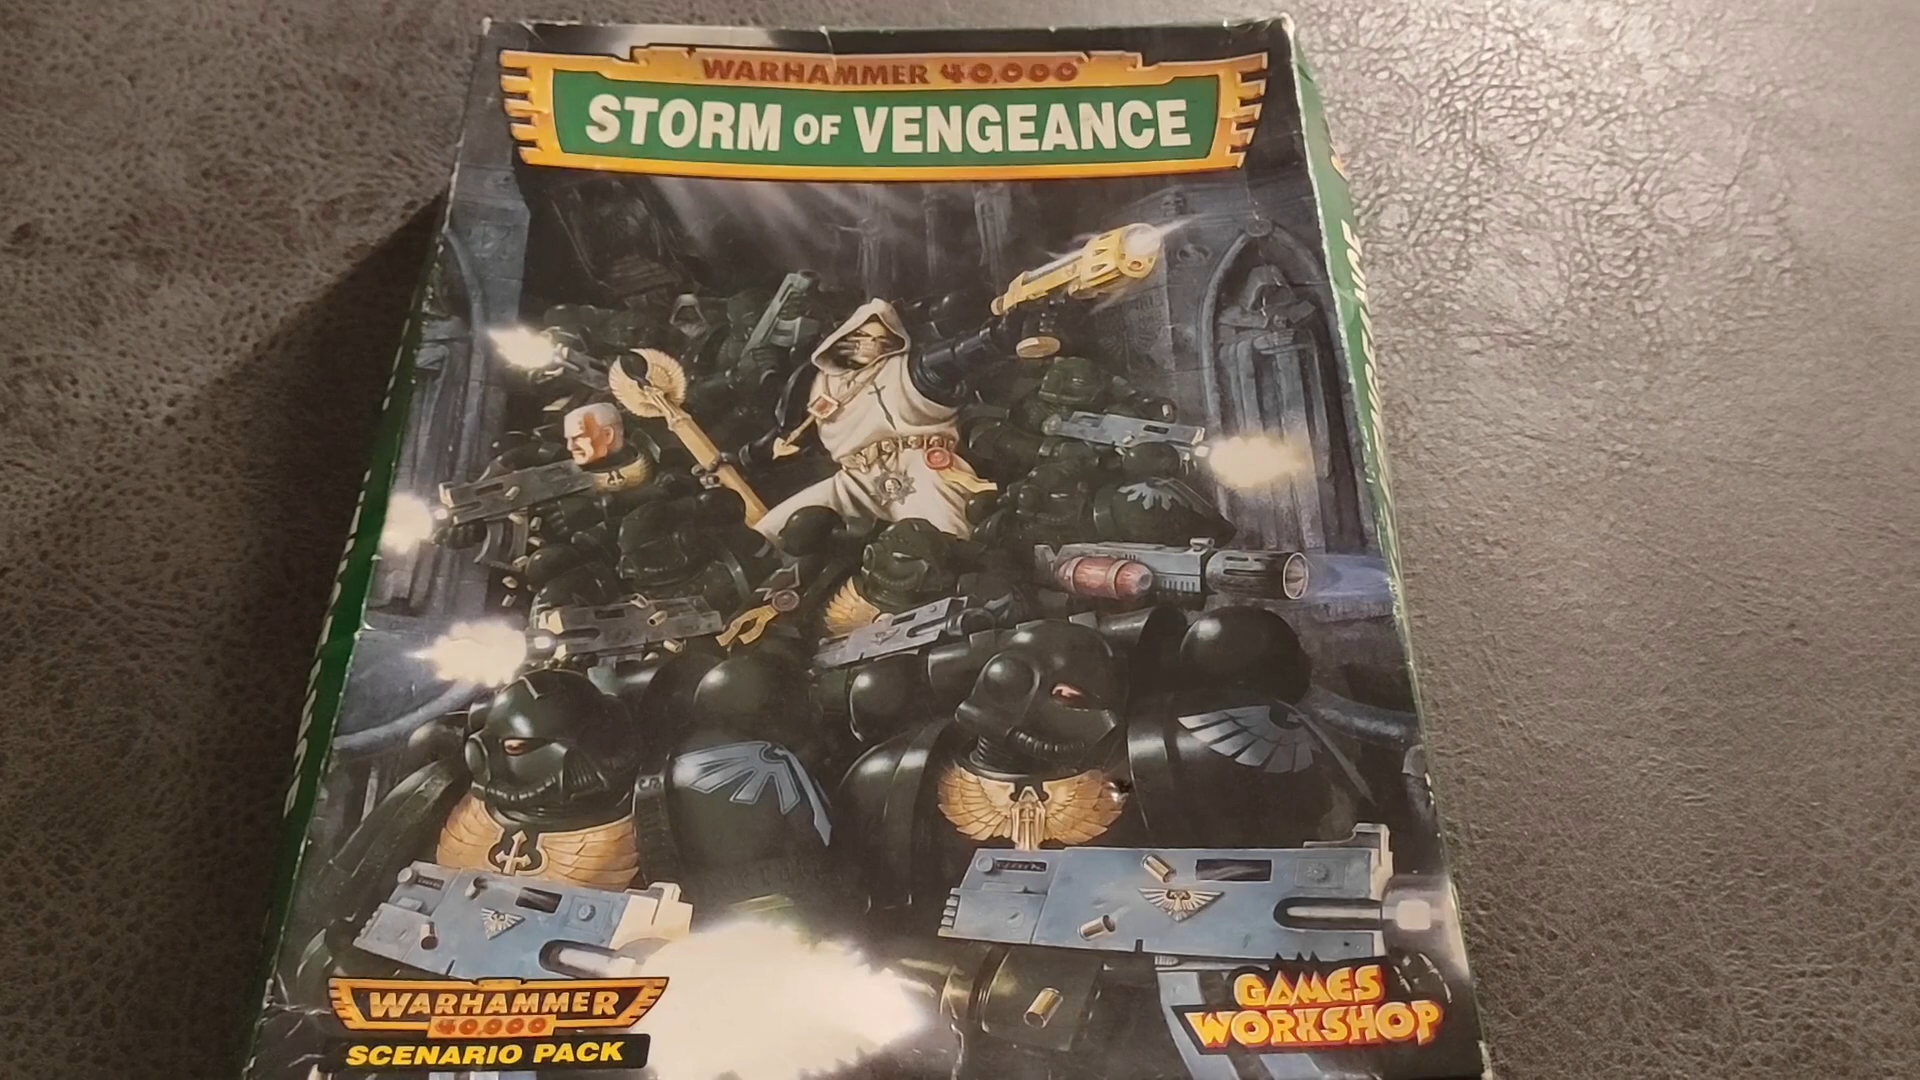 WARHAMMER 40,000
STORM OF VENGEANCE
WARHAMMER
40,000
SCENARIO PACK
GAMES
WORKSHOP